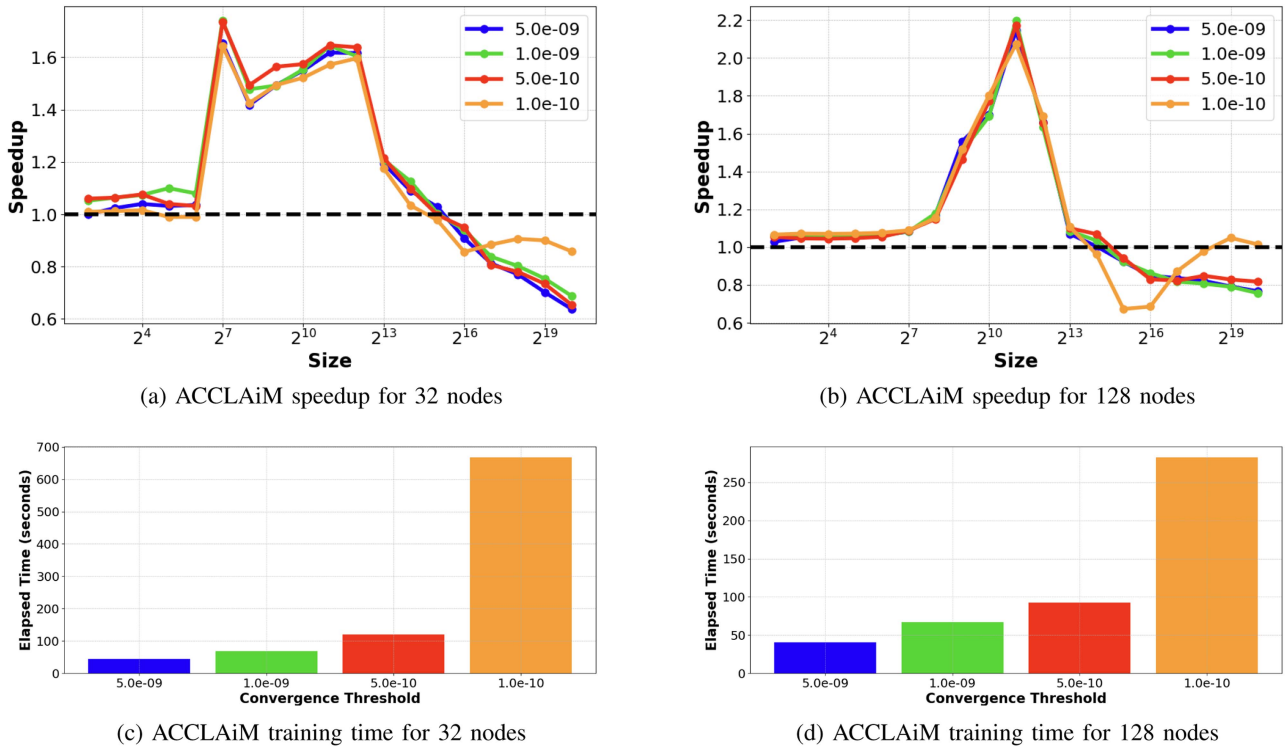 1.6
1.4
1.2
1.0
0.8
0.6
Speedup
5.0e-09
1.0e-09
5.0e-10
1.0e-10
2^4
2^7
2^10
2^13
2^16
2^19
Size
(a) ACCLAiM speedup for 32 nodes
2.2
2.0
1.8
1.6
1.4
1.2
1.0
0.8
0.6
Speedup
5.0e-09
1.0e-09
5.0e-10
1.0e-10
2^4
2^7
2^10
2^13
2^16
2^19
Size
(b) ACCLAiM speedup for 128 nodes
700
600
500
400
300
200
100
0
Elapsed Time (seconds)
5.0e-09
1.0e-09
5.0e-10
1.0e-10
Convergence Threshold
(c) ACCLAiM training time for 32 nodes
250
200
150
100
50
0
Elapsed Time (seconds)
5.0e-09
1.0e-09
5.0e-10
1.0e-10
Convergence Threshold
(d) ACCLAiM training time for 128 nodes